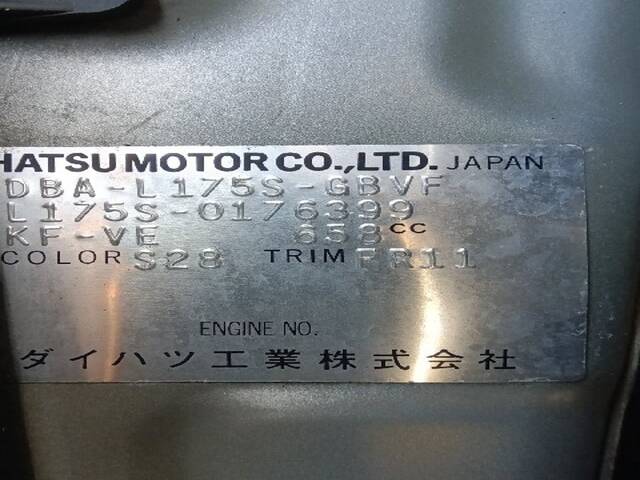 HATSU MOTOR CO.,LTD. JAPAN
DBA-L175S-GBVF
L175S-0176399
KF-VE 658CC
COLOR S28 TRIM FR11
ENGINE NO.
ダイハツ工業株式会社